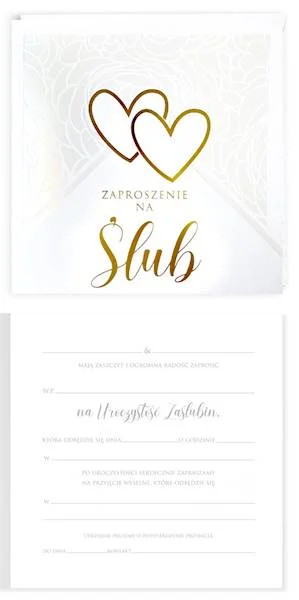 ZAPROSZENIE
NA
Ślub
&
MAJĄ ZASZCZYT I OGROMNĄ RADOŚĆ ZAPROSIĆ
W.P.
na Uroczystość Zaślubin,
KTÓRA ODBĘDZIE SIĘ DNIA O GODZINIE
W
PO UROCZYSTOŚCI SERDECZNIE ZAPRASZAMY
NA PRZYJĘCIE WESELNE, KTÓRE ODBĘDZIE SIĘ
W
UPRZEJMIE PROSIMY O POTWIERDZENIE PRZYBYCIA
DO DNIA KONTAKT